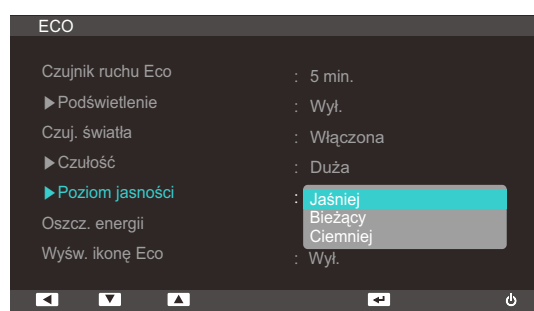 ECO
Czujnik ruchu Eco : 5 min.
▶Podświetlenie : Wył.
Czuj. światła : Włączona
▶Czułość : Duża
▶Poziom jasności : Jaśniej
Bieżący
Oszcz. energii
Ciemniej
Wyśw. ikonę Eco : Wył.